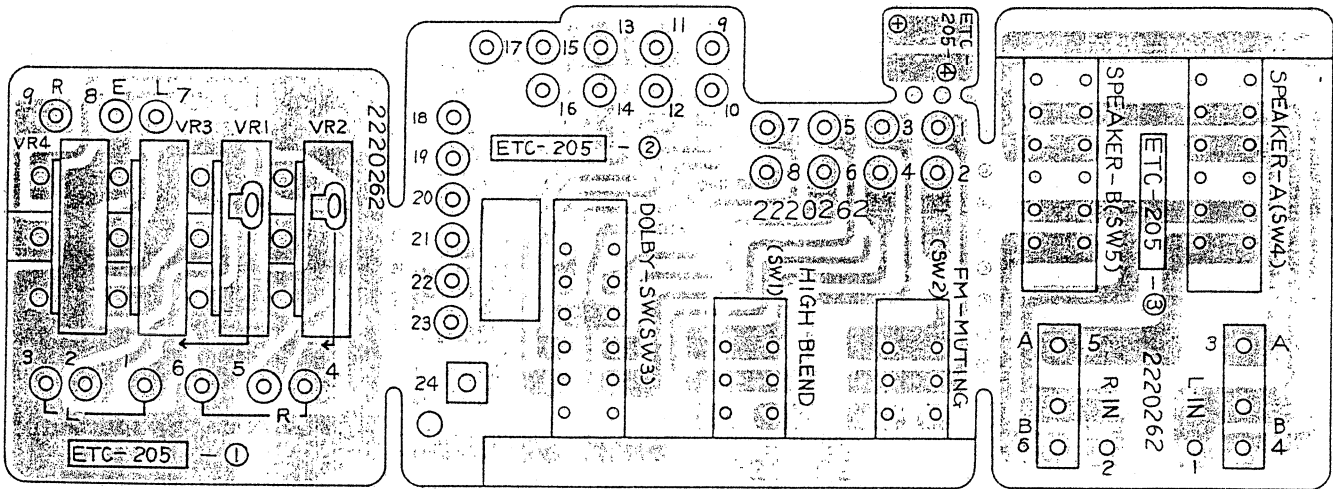 9 R 8 E L 7
VR4 VR3 VR1 VR2
2220262
3 2 1 6 5 4
L R
ETC-205 - ①
17 15 13 11 9
16 14 12 10
18
19
20
21
22
23
24
ETC-205 - ②
ETC-
205-④
7 5 3 1
8 6 4 2
2220262
DOLBY-SW(SW3)
HIGH BLEND
(SW1)
FM-MUTING
(SW2)
SPEAKER-B(SW5)
ETC-205 - ③
SPEAKER-A(SW4)
A 5 3 A
R IN L IN
2220262
B B
6 2 1 4